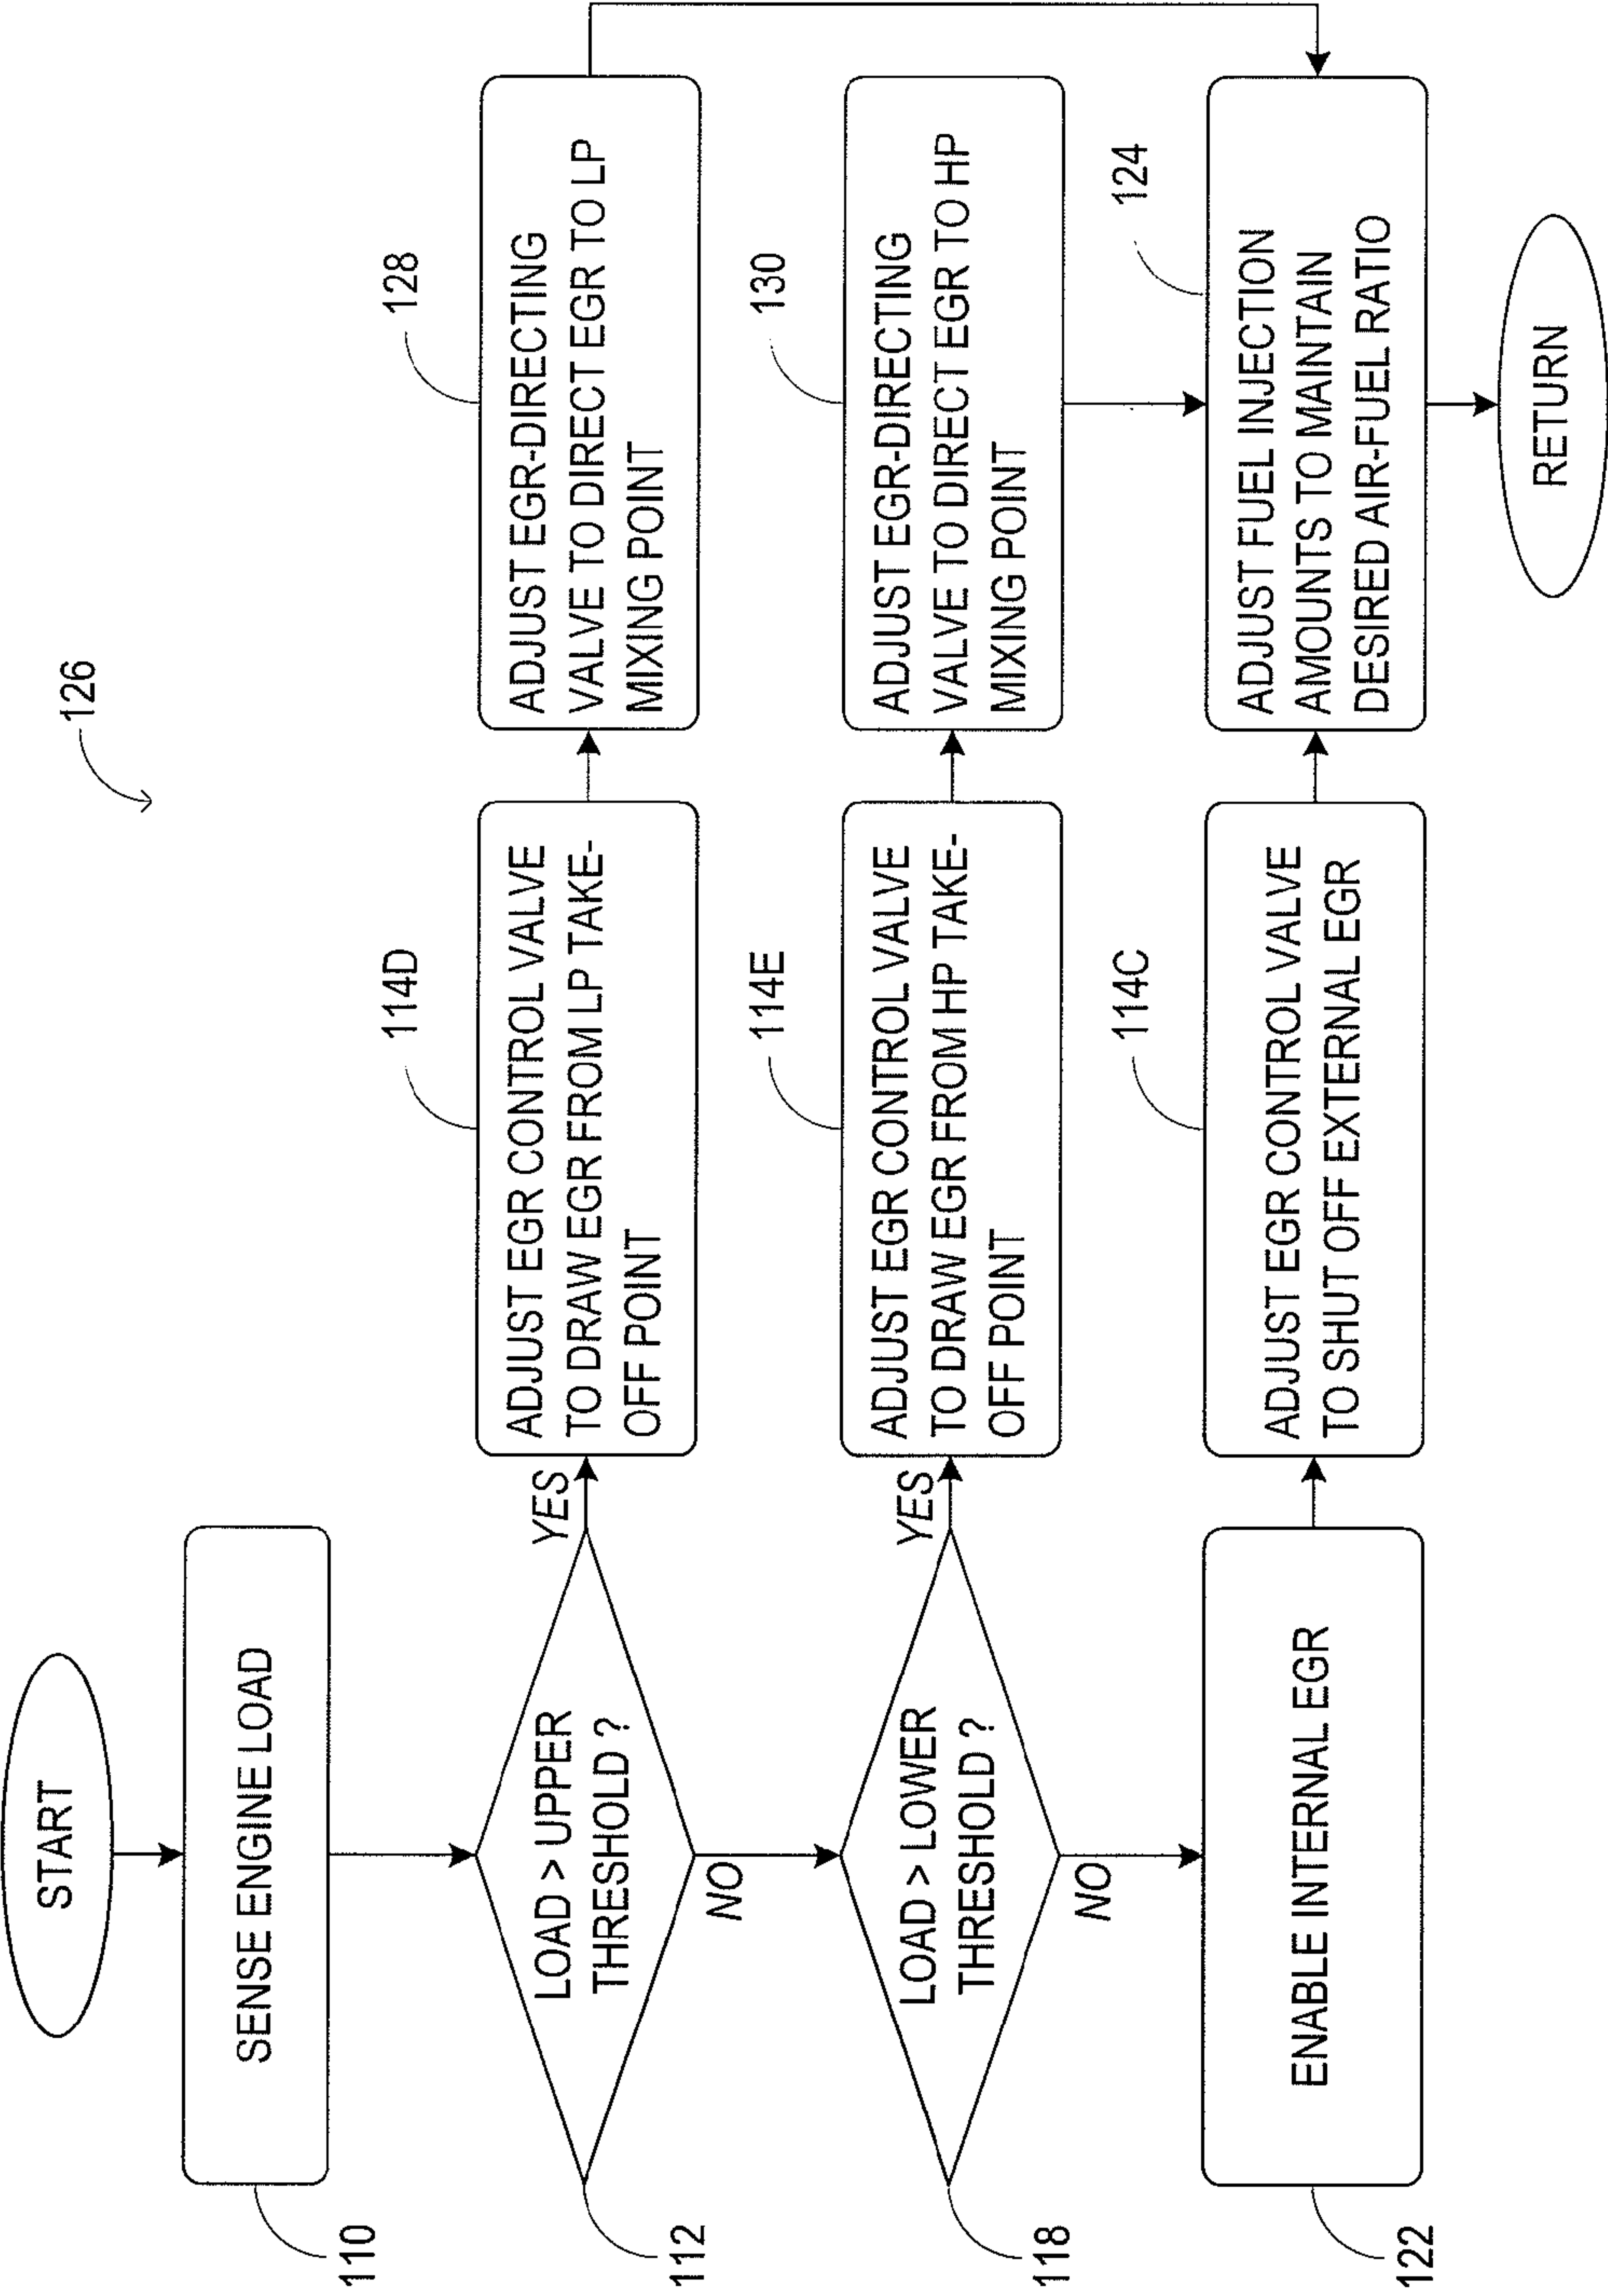 126
START
SENSE ENGINE LOAD
110
LOAD > UPPER
THRESHOLD ?
112
YES
NO
ADJUST EGR CONTROL VALVE
TO DRAW EGR FROM LP TAKE-
OFF POINT
114D
ADJUST EGR-DIRECTING
VALVE TO DIRECT EGR TO LP
MIXING POINT
128
LOAD > LOWER
THRESHOLD ?
118
YES
NO
ADJUST EGR CONTROL VALVE
TO DRAW EGR FROM HP TAKE-
OFF POINT
114E
ADJUST EGR-DIRECTING
VALVE TO DIRECT EGR TO HP
MIXING POINT
130
ENABLE INTERNAL EGR
122
ADJUST EGR CONTROL VALVE
TO SHUT OFF EXTERNAL EGR
114C
ADJUST FUEL INJECTION
AMOUNTS TO MAINTAIN
DESIRED AIR-FUEL RATIO
124
RETURN